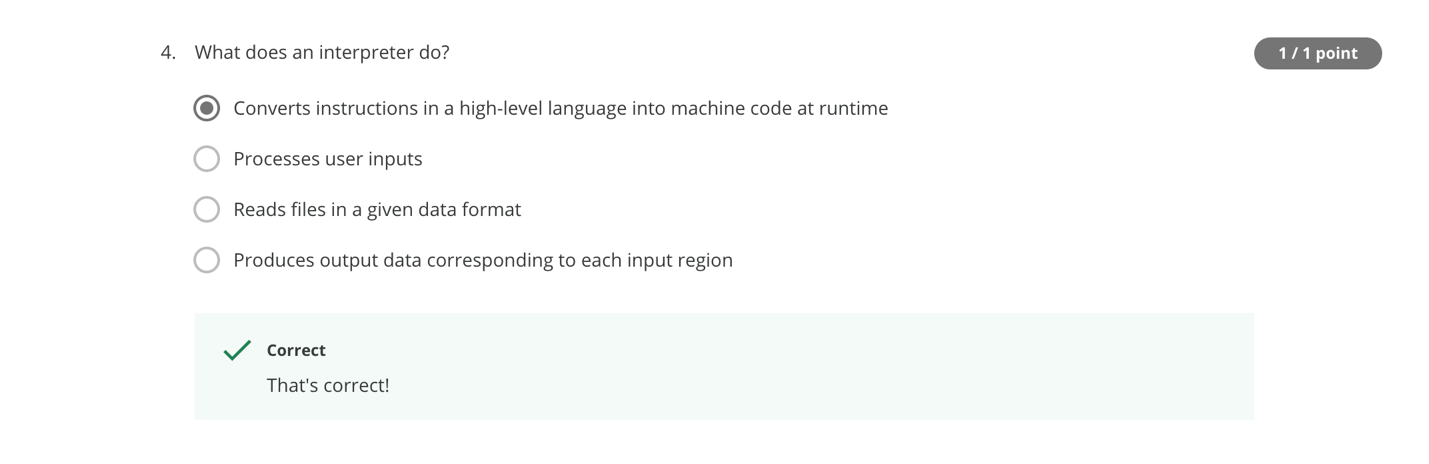 4. What does an interpreter do?
1 / 1 point
Converts instructions in a high-level language into machine code at runtime
Processes user inputs
Reads files in a given data format
Produces output data corresponding to each input region
Correct
That's correct!